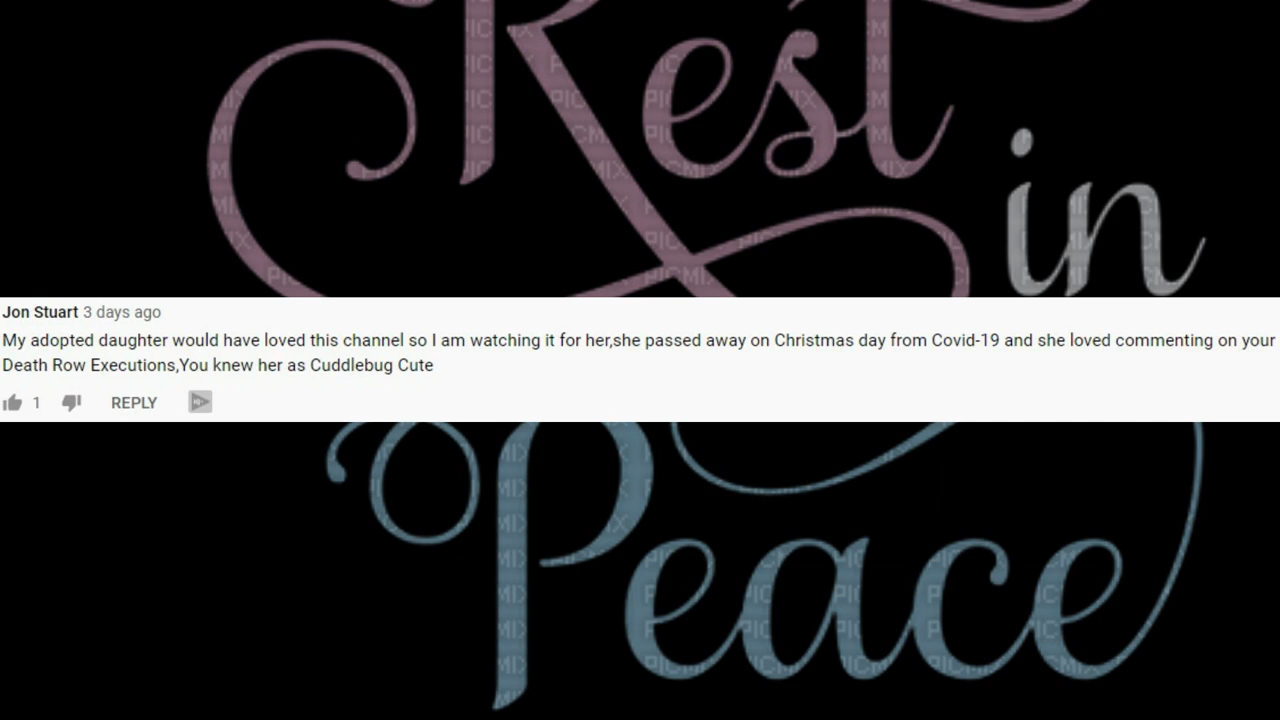 Rest
in
Jon Stuart 3 days ago
My adopted daughter would have loved this channel so I am watching it for her,she passed away on Christmas day from Covid-19 and she loved commenting on your
Death Row Executions,You knew her as Cuddlebug Cute
1 REPLY
Peace